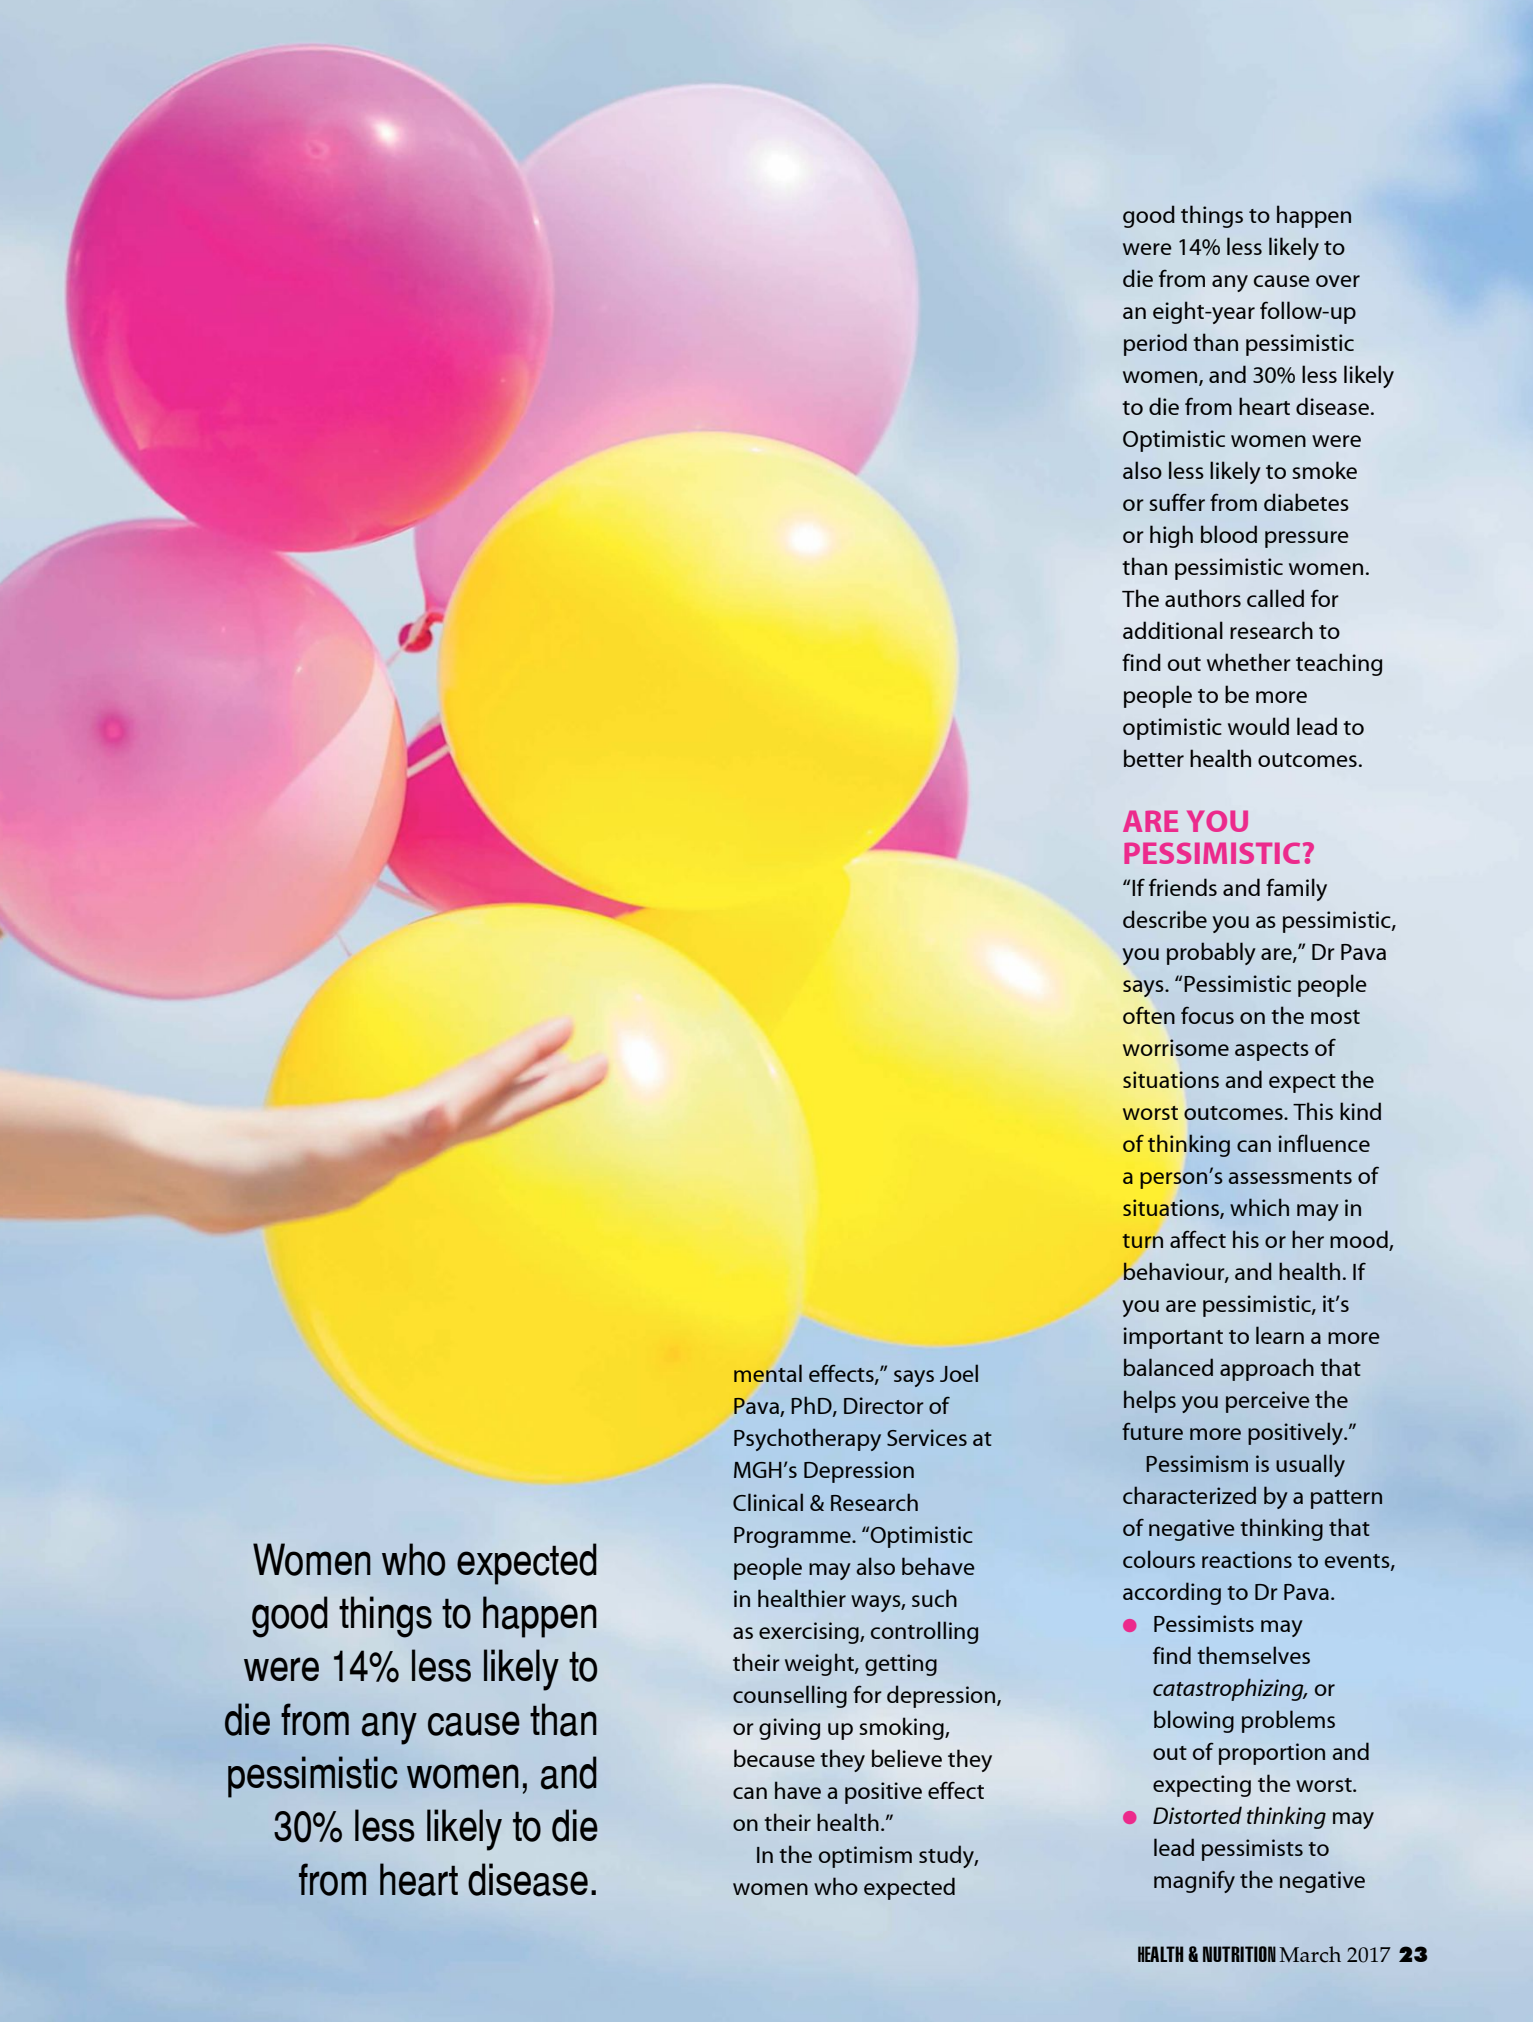 Women who expected
good things to happen
were 14% less likely to
die from any cause than
pessimistic women, and
30% less likely to die
from heart disease.
mental effects,” says Joel
Pava, PhD, Director of
Psychotherapy Services at
MGH’s Depression
Clinical & Research
Programme. “Optimistic
people may also behave
in healthier ways, such
as exercising, controlling
their weight, getting
counselling for depression,
or giving up smoking,
because they believe they
can have a positive effect
on their health.”
In the optimism study,
women who expected
good things to happen
were 14% less likely to
die from any cause over
an eight-year follow-up
period than pessimistic
women, and 30% less likely
to die from heart disease.
Optimistic women were
also less likely to smoke
or suffer from diabetes
or high blood pressure
than pessimistic women.
The authors called for
additional research to
find out whether teaching
people to be more
optimistic would lead to
better health outcomes.
ARE YOU
PESSIMISTIC?
“If friends and family
describe you as pessimistic,
you probably are,” Dr Pava
says. “Pessimistic people
often focus on the most
worrisome aspects of
situations and expect the
worst outcomes. This kind
of thinking can influence
a person’s assessments of
situations, which may in
turn affect his or her mood,
behaviour, and health. If
you are pessimistic, it’s
important to learn a more
balanced approach that
helps you perceive the
future more positively.”
Pessimism is usually
characterized by a pattern
of negative thinking that
colours reactions to events,
according to Dr Pava.
● Pessimists may
find themselves
catastrophizing, or
blowing problems
out of proportion and
expecting the worst.
● Distorted thinking may
lead pessimists to
magnify the negative
HEALTH & NUTRITION March 2017 23